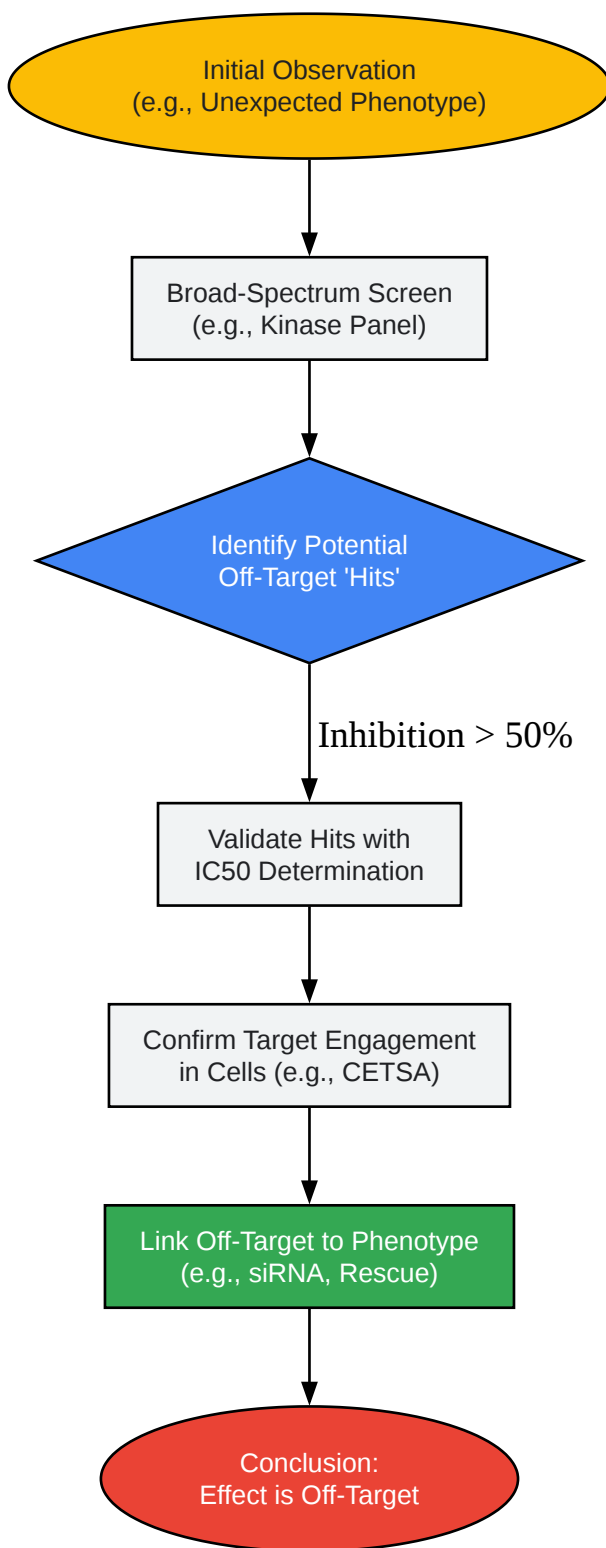 Initial Observation
(e.g., Unexpected Phenotype)
Broad-Spectrum Screen
(e.g., Kinase Panel)
Identify Potential
Off-Target 'Hits'
Inhibition > 50%
Validate Hits with
IC50 Determination
Confirm Target Engagement
in Cells (e.g., CETSA)
Link Off-Target to Phenotype
(e.g., siRNA, Rescue)
Conclusion:
Effect is Off-Target